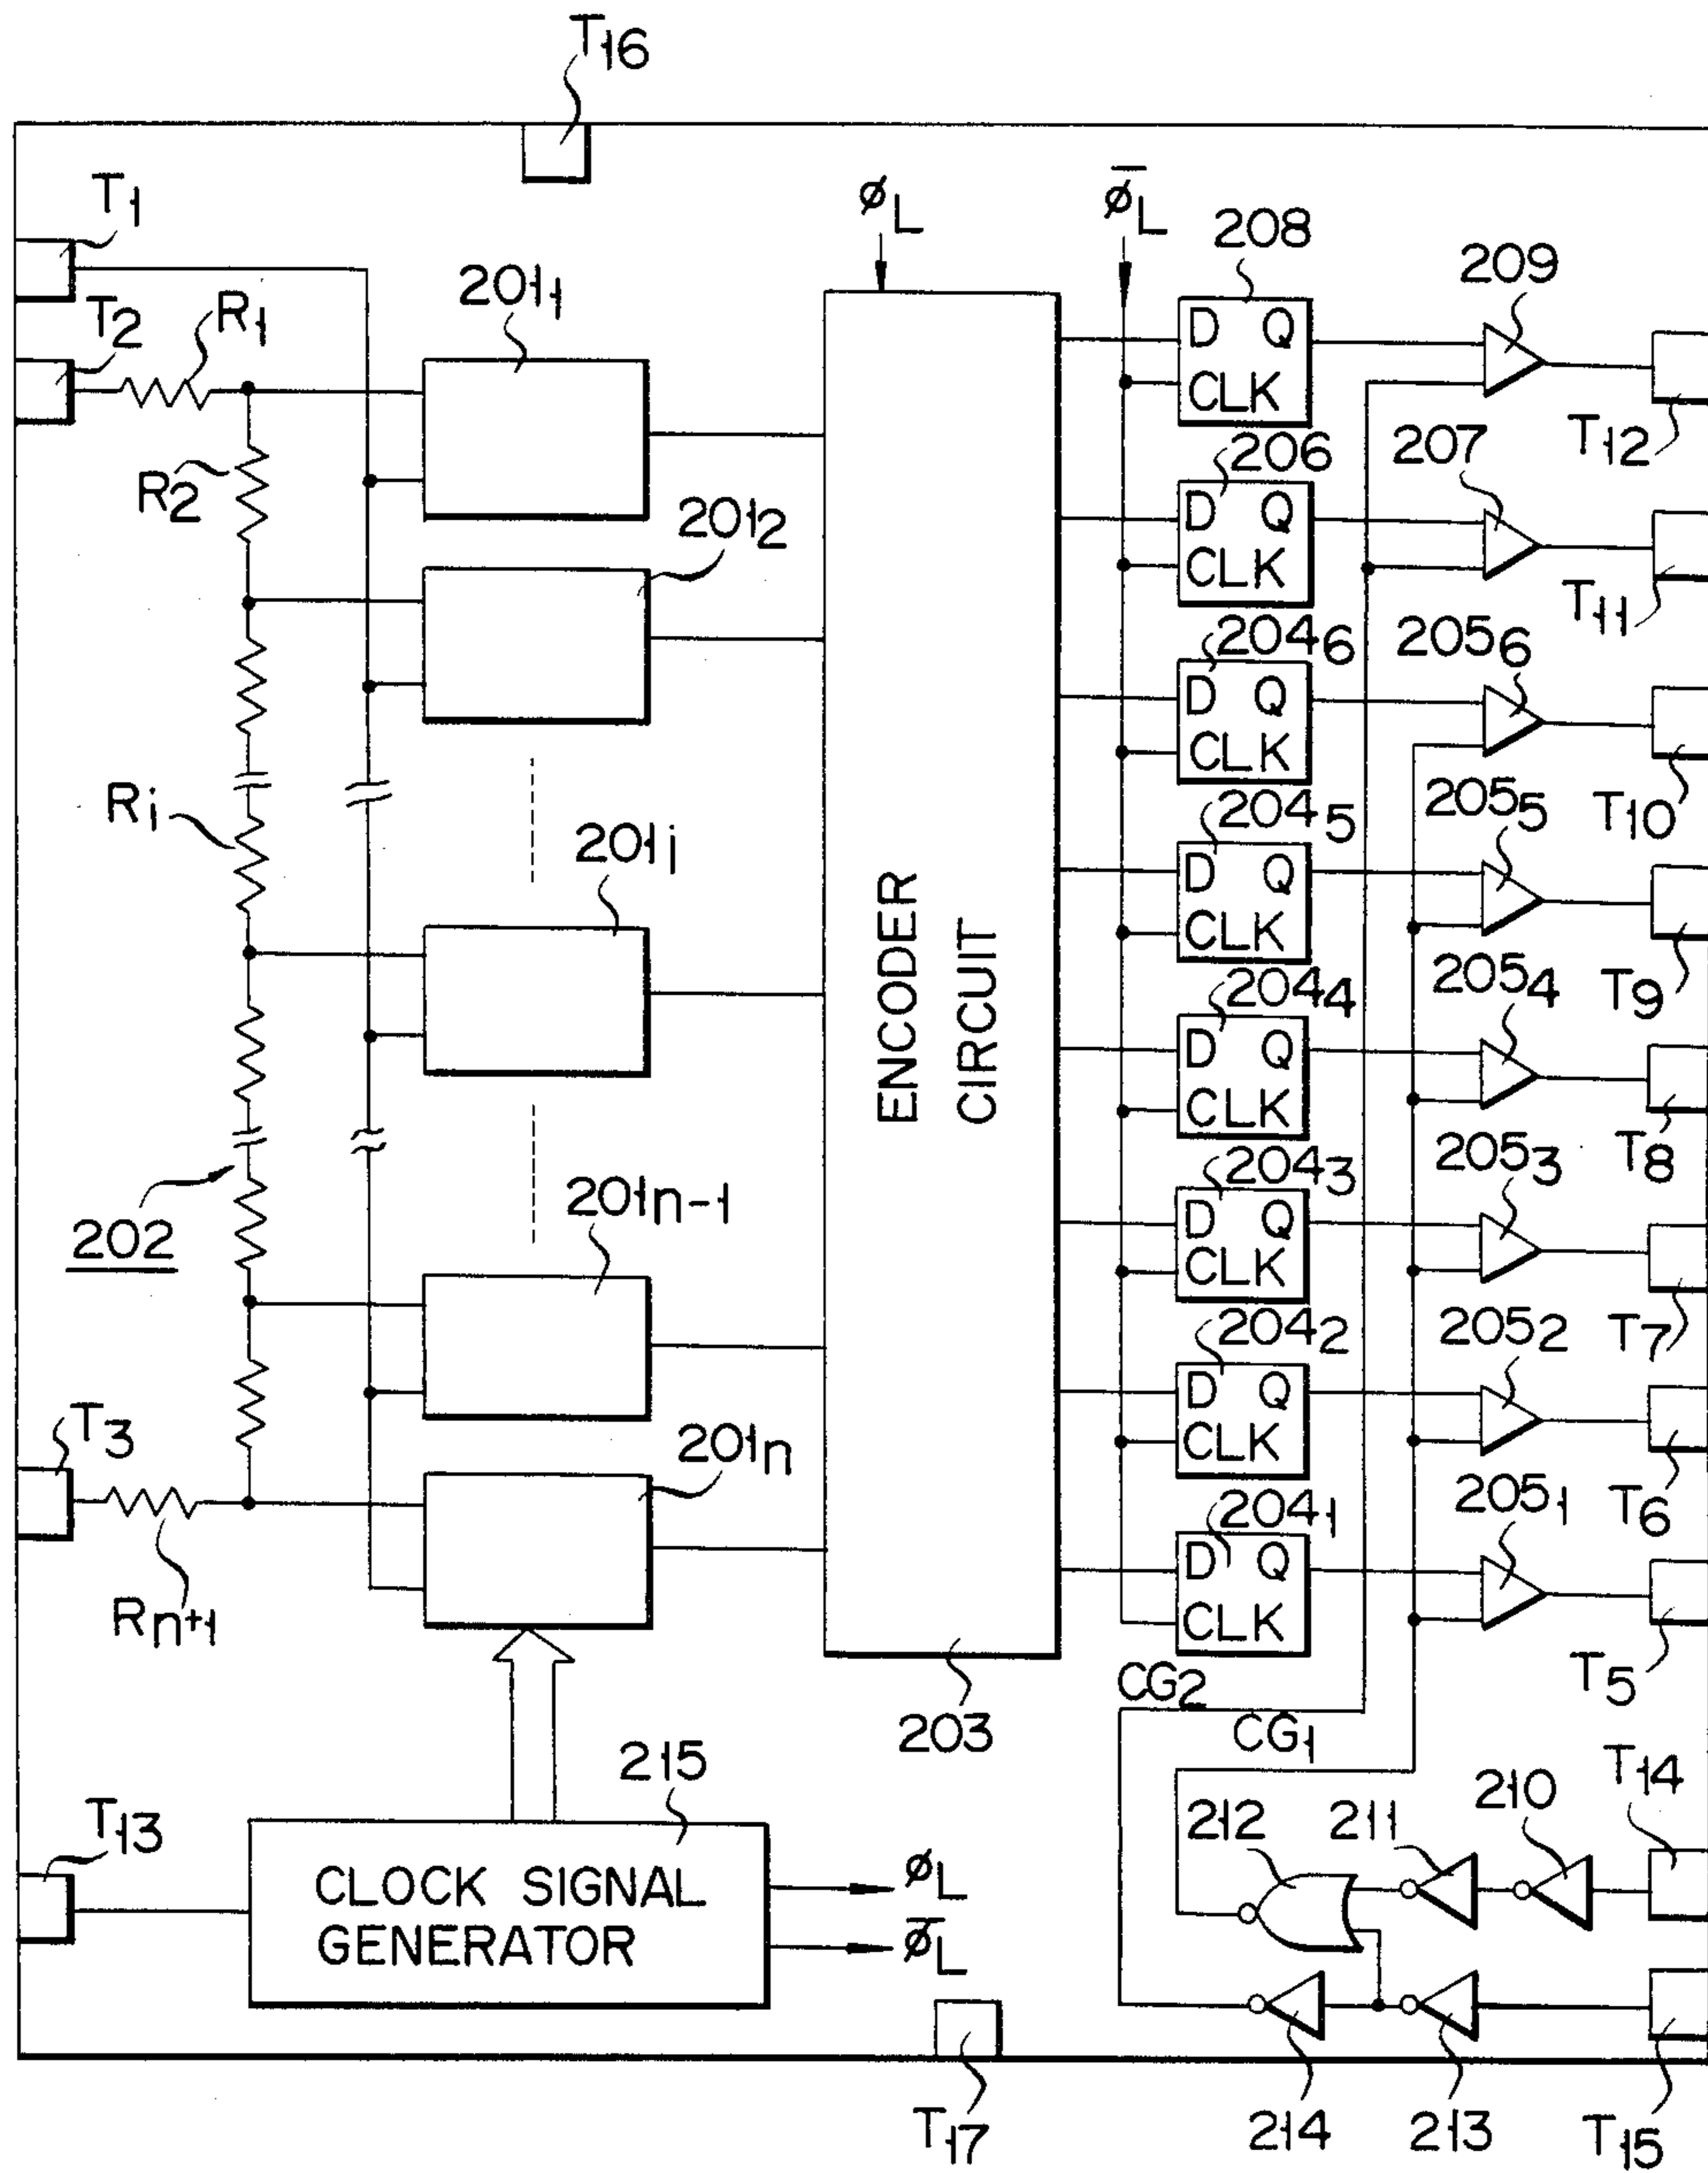 T16
T1
ϕL
ϕ̅L
208
209
2011
T2
R1
D Q
CLK
T12
R2
2012
206
207
D Q
CLK
T11
2046
2056
D Q
CLK
T10
Ri
201i
2045
2055
D Q
CLK
T9
ENCODER
CIRCUIT
2044
2054
D Q
CLK
T8
202
201n-1
2043
2053
D Q
CLK
T7
2042
2052
D Q
CLK
T6
T3
201n
Rn+1
2041
2051
D Q
CLK
T5
203
CG2
CG1
215
T14
T13
212
211
210
CLOCK SIGNAL
GENERATOR
ϕL
ϕ̅L
T17
214
213
T15